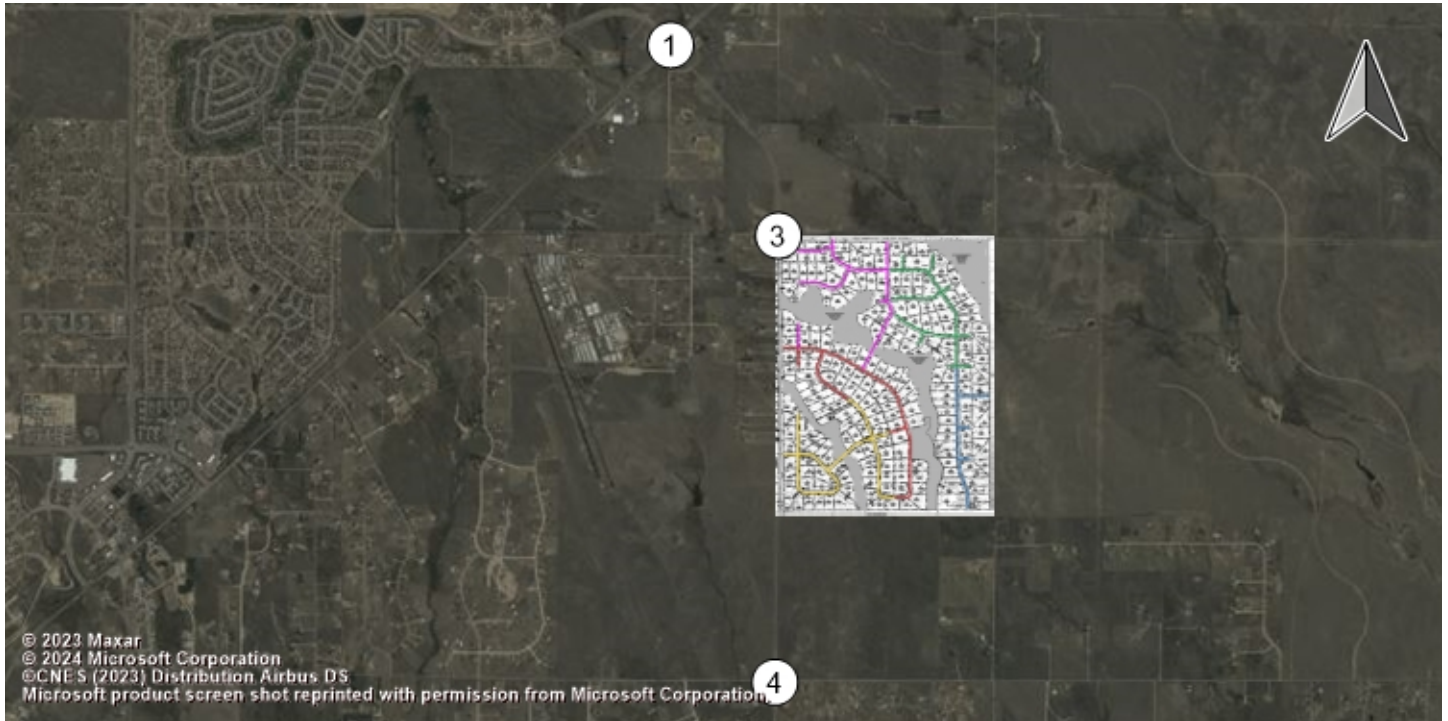 1
3
4
© 2023 Maxar
© 2024 Microsoft Corporation
©CNES (2023) Distribution Airbus DS
Microsoft product screen shot reprinted with permission from Microsoft Corporation.